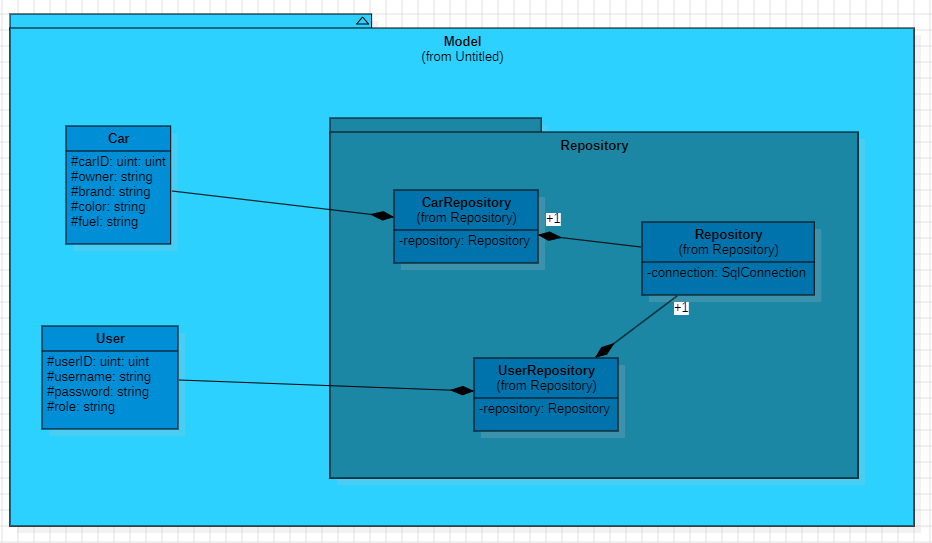 Model
(from Untitled)
Car
#carID: uint: uint
#owner: string
#brand: string
#color: string
#fuel: string
Repository
CarRepository
(from Repository)
-repository: Repository
+1
Repository
(from Repository)
-connection: SqlConnection
+1
User
#userID: uint: uint
#username: string
#password: string
#role: string
UserRepository
(from Repository)
-repository: Repository